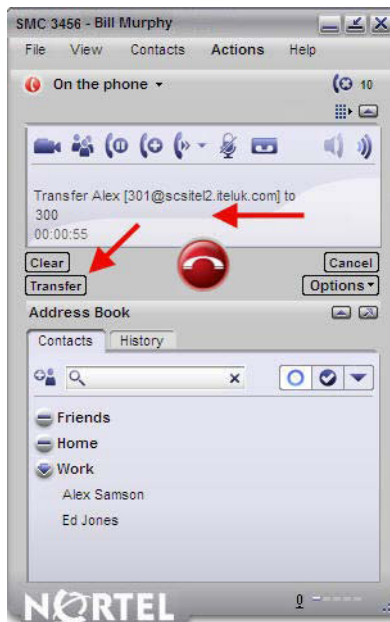 SMC 3456 - Bill Murphy
File View Contacts Actions Help
On the phone
10
Transfer Alex [301@scsitel2.iteluk.com] to
300
00:00:55
Clear
Cancel
Transfer
Options
Address Book
Contacts History
Friends
Home
Work
Alex Samson
Ed Jones
NORTEL
0